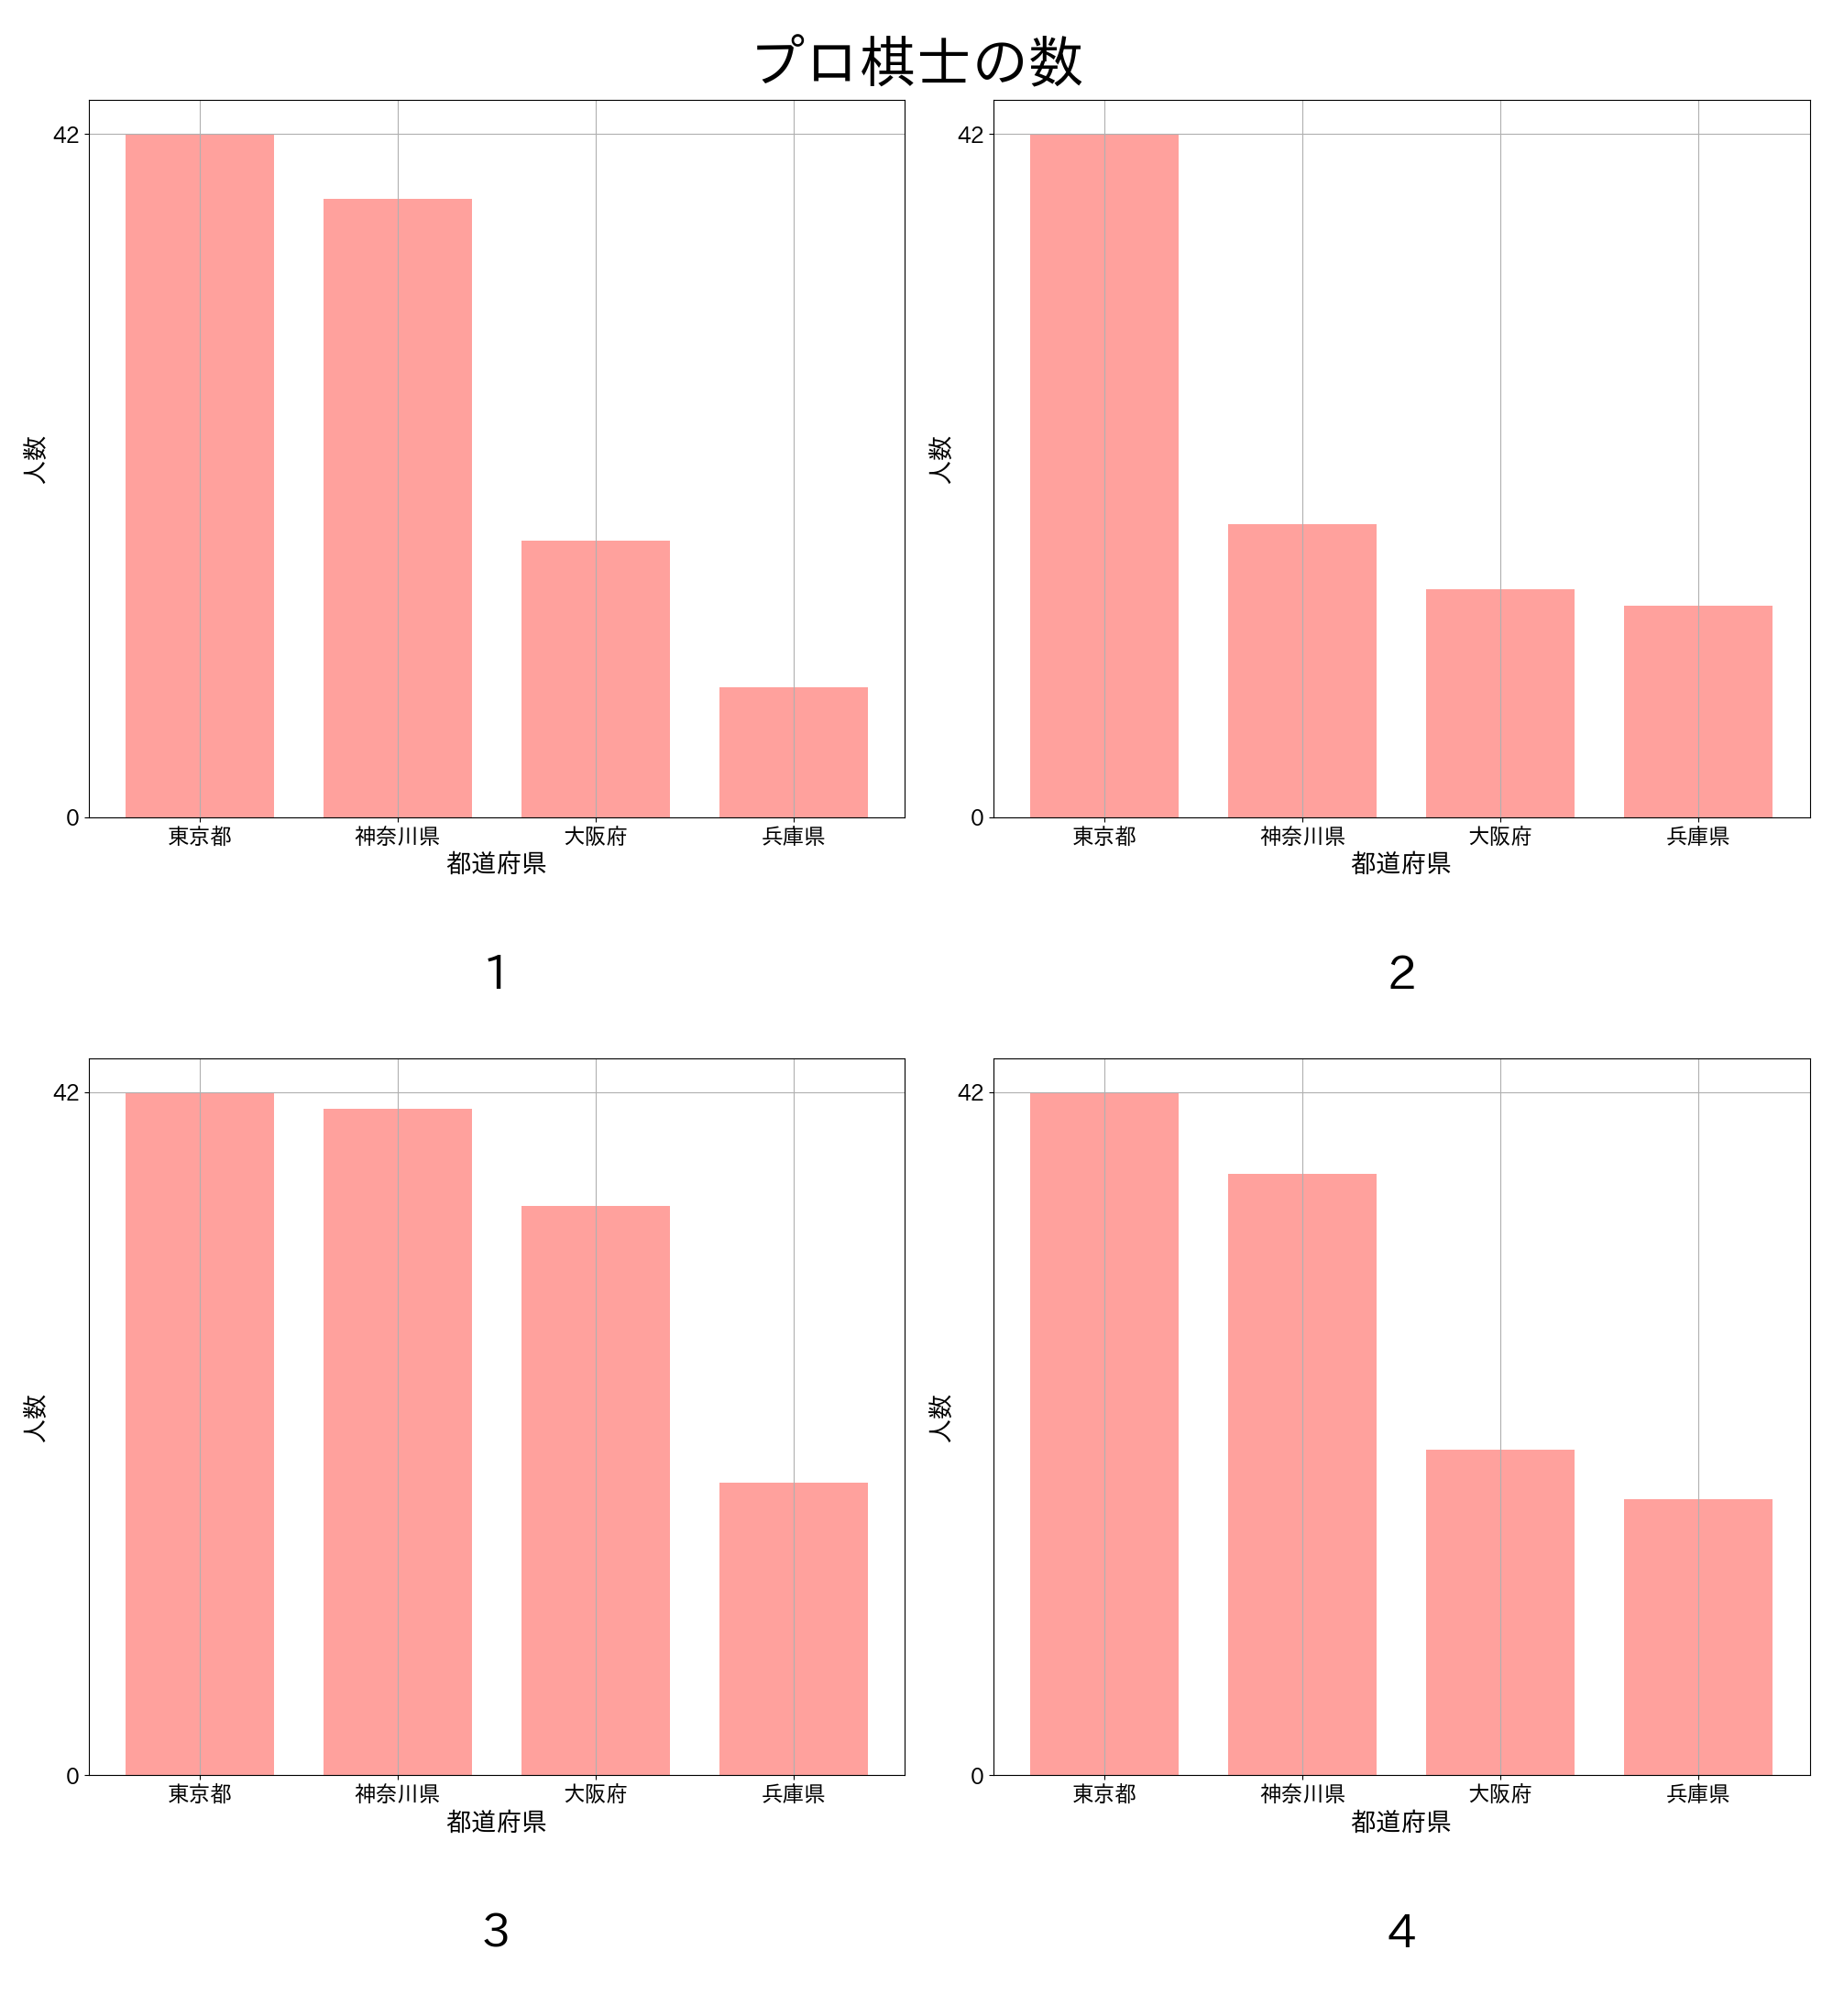 プロ棋士の数
42
0
人数
東京都 神奈川県 大阪府 兵庫県
都道府県
1
42
0
人数
東京都 神奈川県 大阪府 兵庫県
都道府県
2
42
0
人数
東京都 神奈川県 大阪府 兵庫県
都道府県
3
42
0
人数
東京都 神奈川県 大阪府 兵庫県
都道府県
4